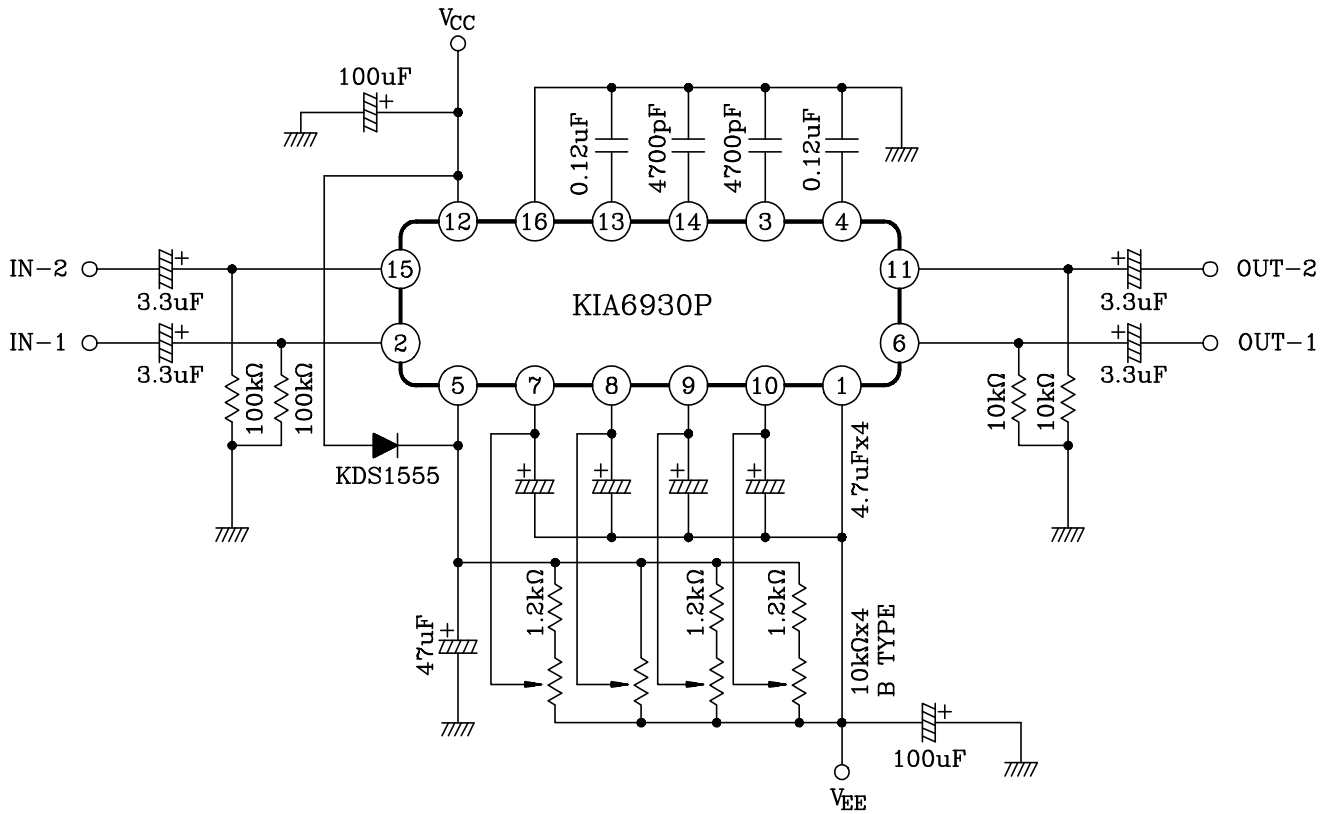 VCC
100uF
+
0.12uF
4700pF
4700pF
0.12uF
12
16
13
14
3
4
IN-2
+
3.3uF
15
KIA6930P
11
+
3.3uF
OUT-2
IN-1
+
3.3uF
2
6
+
3.3uF
OUT-1
5
7
8
9
10
1
100kΩ
100kΩ
10kΩ
10kΩ
KDS1555
+
+
+
+
4.7uFx4
1.2kΩ
1.2kΩ
1.2kΩ
47uF
+
10kΩx4
B TYPE
+
100uF
VEE